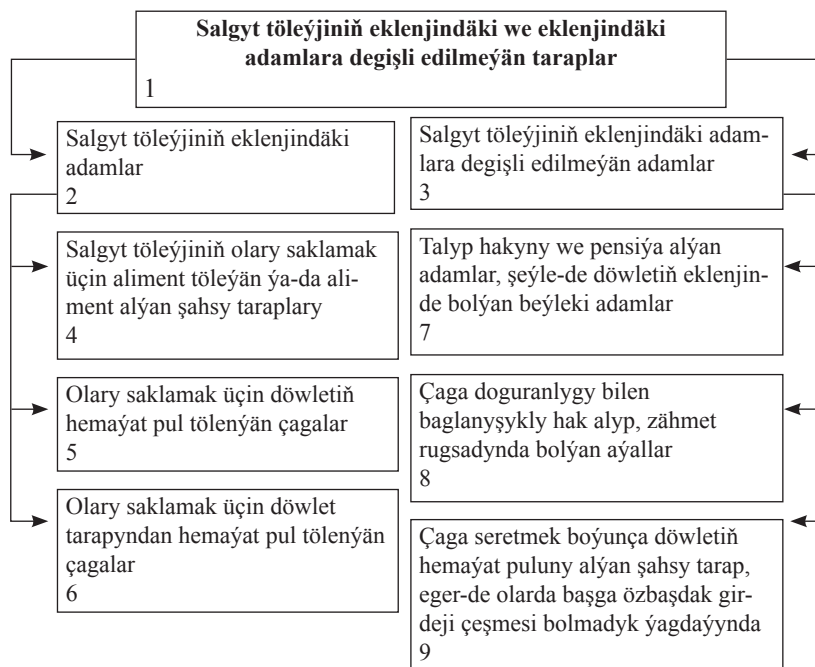 Salgyt töleýjiniň eklenjindäki we eklenjindäki
adamlara degişli edilmeýän taraplar
1
Salgyt töleýjiniň eklenjindäki
adamlar
2
Salgyt töleýjiniň eklenjindäki adam-
lara degişli edilmeýän adamlar
3
Salgyt töleýjiniň olary saklamak
üçin aliment töleýän ýa-da ali-
ment alýan şahsy taraplary
4
Talyp hakyny we pensiýa alýan
adamlar, şeýle-de döwletiň eklenjin-
de bolýan beýleki adamlar
7
Olary saklamak üçin döwletiň
hemaýat pul tölenýän çagalar
5
Çaga doguranlygy bilen
baglanyşykly hak alyp, zähmet
rugsadynda bolýan aýallar
8
Olary saklamak üçin döwlet
tarapyndan hemaýat pul tölenýän
çagalar
6
Çaga seretmek boýunça döwletiň
hemaýat puluny alýan şahsy tarap,
eger-de olarda başga özbaşdak gir-
deji çeşmesi bolmadyk ýagdaýynda
9